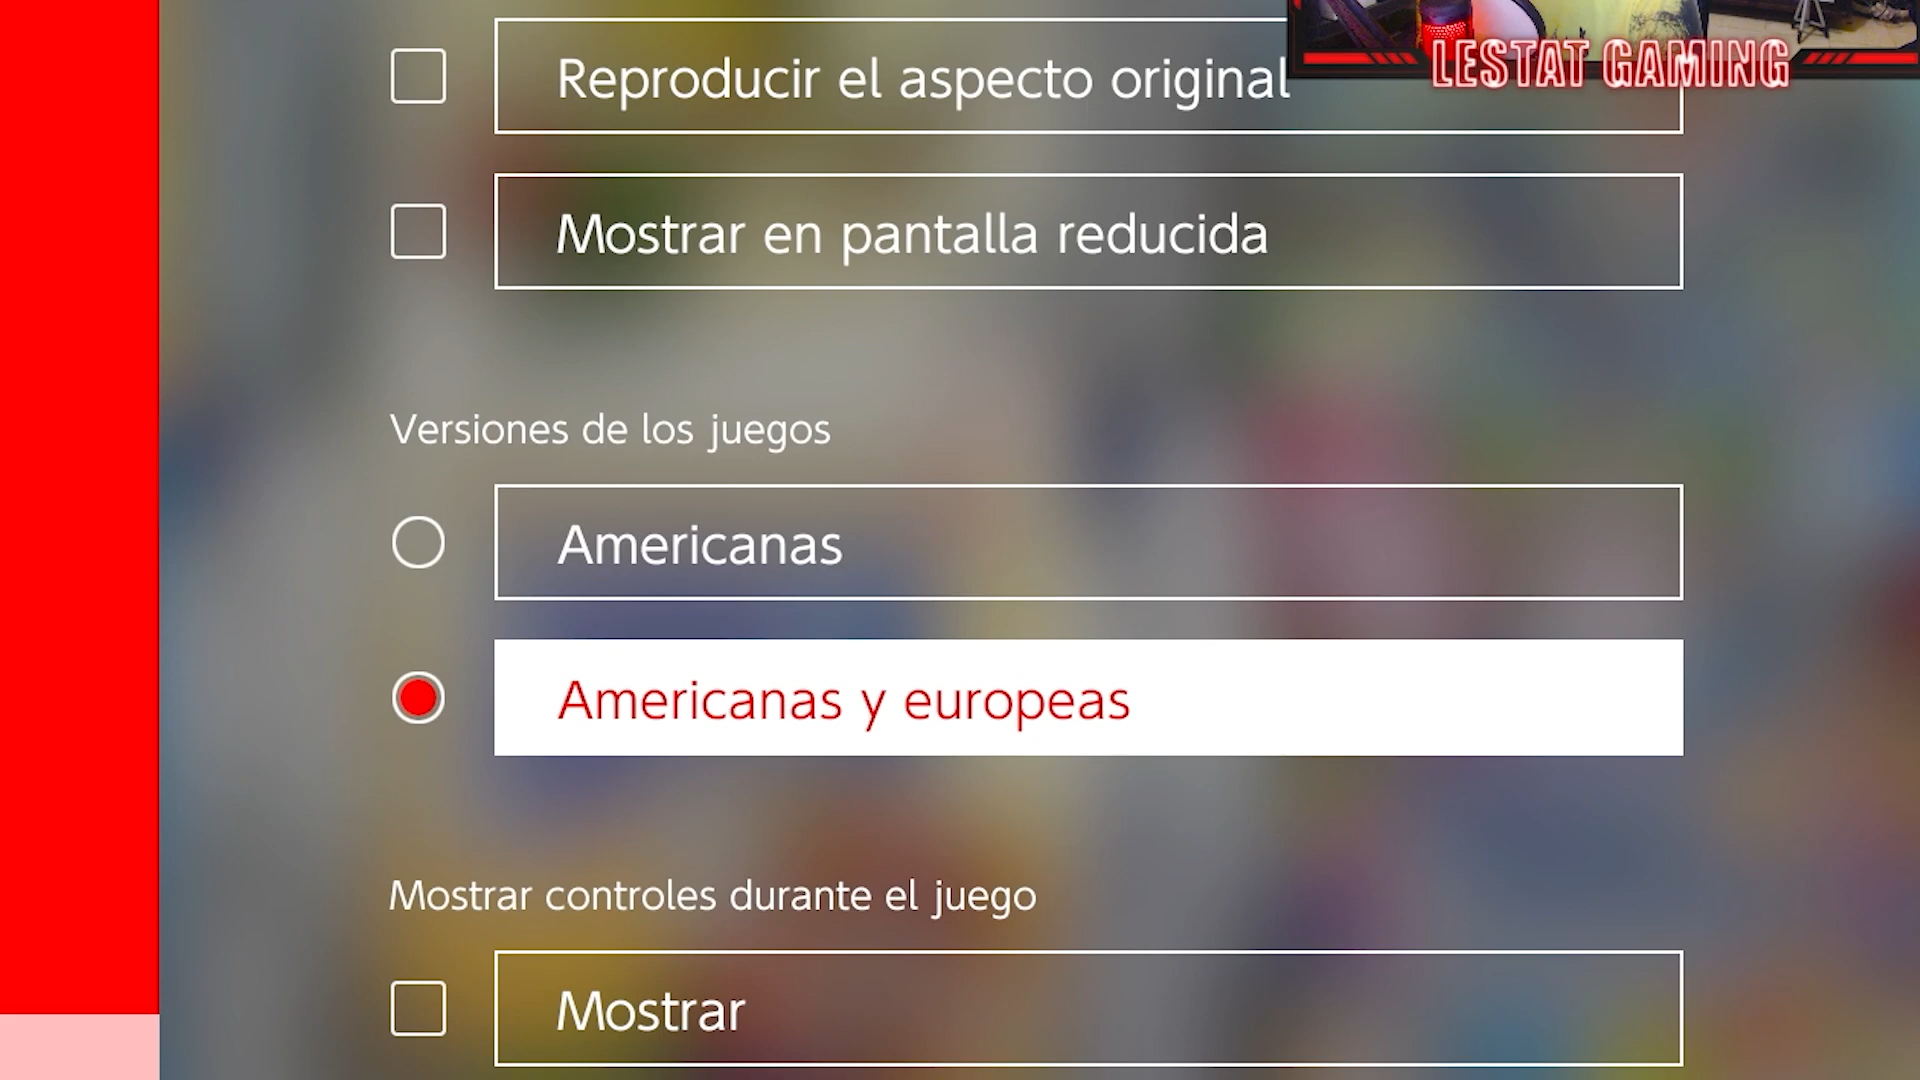 LESTAT GAMING
Reproducir el aspecto original
Mostrar en pantalla reducida
Versiones de los juegos
Americanas
Americanas y europeas
Mostrar controles durante el juego
Mostrar